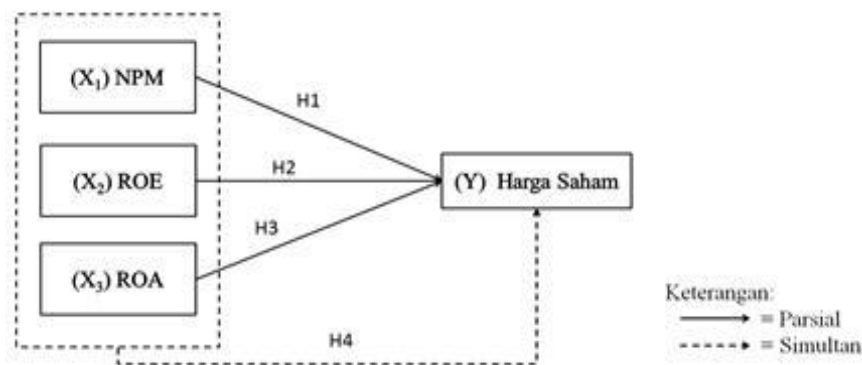 (X₁) NPM
H1
(X₂) ROE
H2
(Y) Harga Saham
H3
(X₃) ROA
H4
Keterangan:
= Parsial
= Simultan